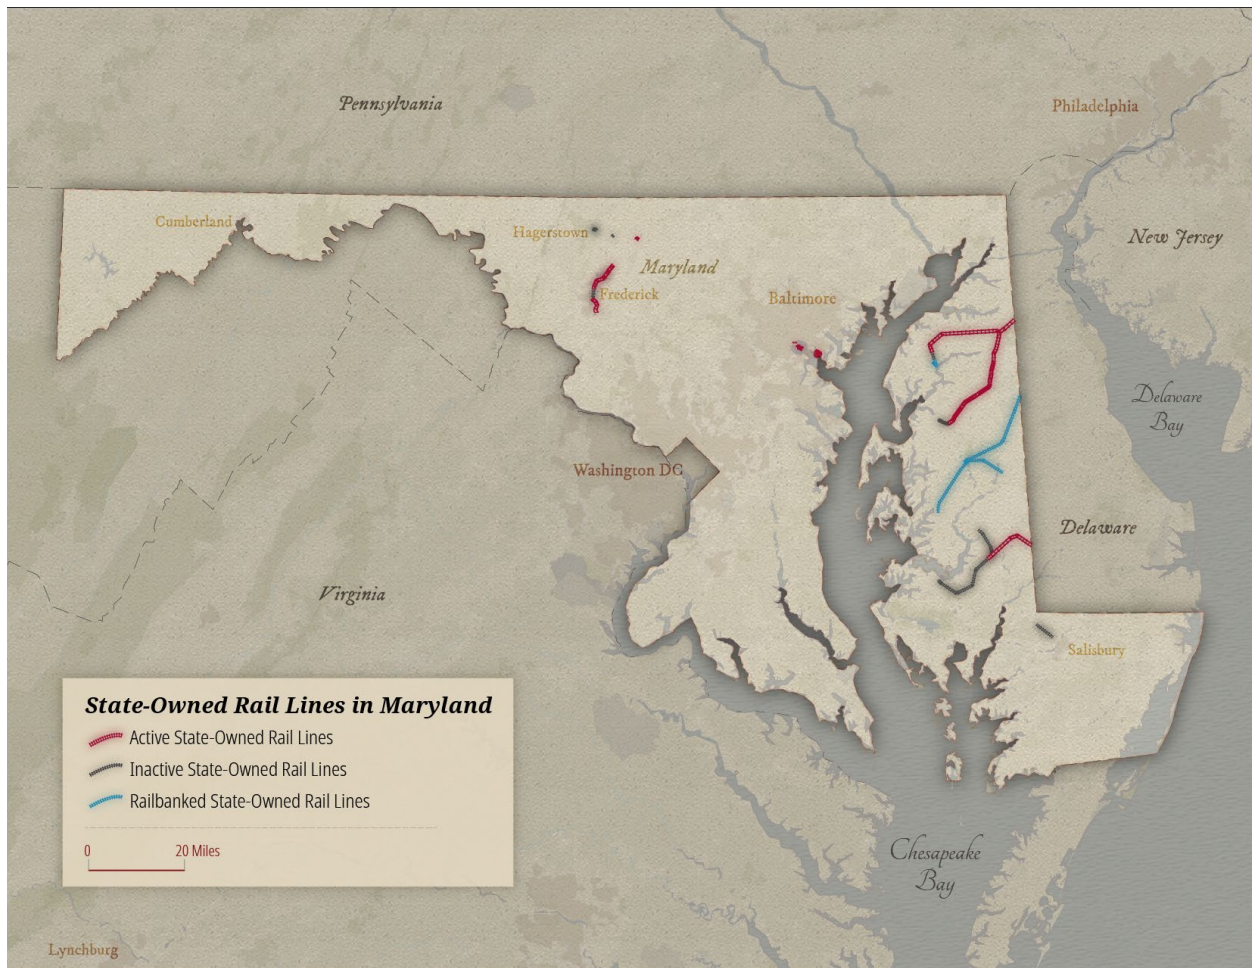 Pennsylvania
Philadelphia
Cumberland
Hagerstown
New Jersey
Maryland
Frederick
Baltimore
Delaware
Bay
Washington DC
Delaware
Virginia
Salisbury
State-Owned Rail Lines in Maryland
Active State-Owned Rail Lines
Inactive State-Owned Rail Lines
Railbanked State-Owned Rail Lines
0 20 Miles
Chesapeake
Bay
Lynchburg